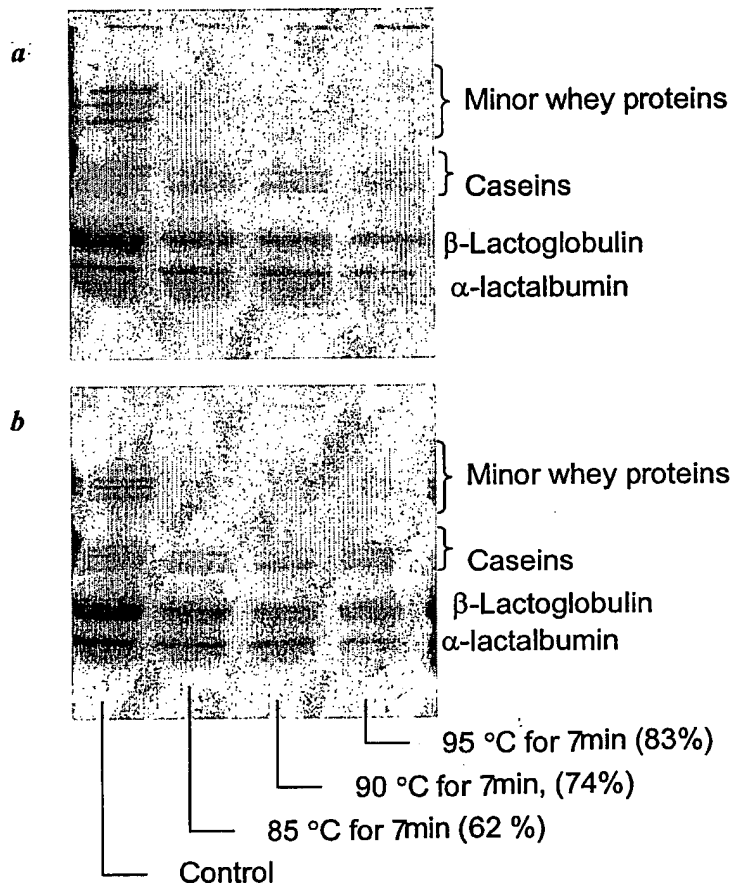 a
Minor whey proteins
Caseins
β-Lactoglobulin
α-lactalbumin
b
Minor whey proteins
Caseins
β-Lactoglobulin
α-lactalbumin
95 °C for 7min (83%)
90 °C for 7min, (74%)
85 °C for 7min (62 %)
Control